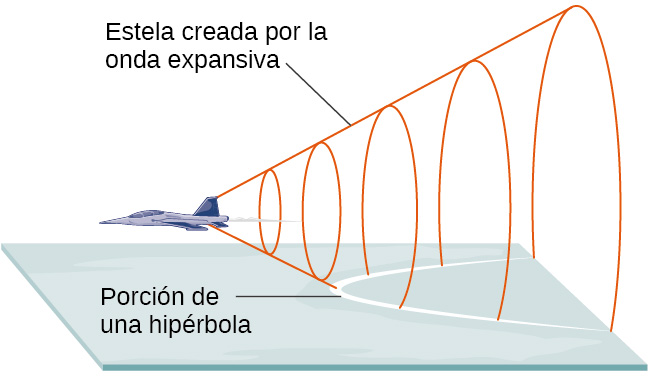 Estela creada por la
onda expansiva
Porción de
una hipérbola